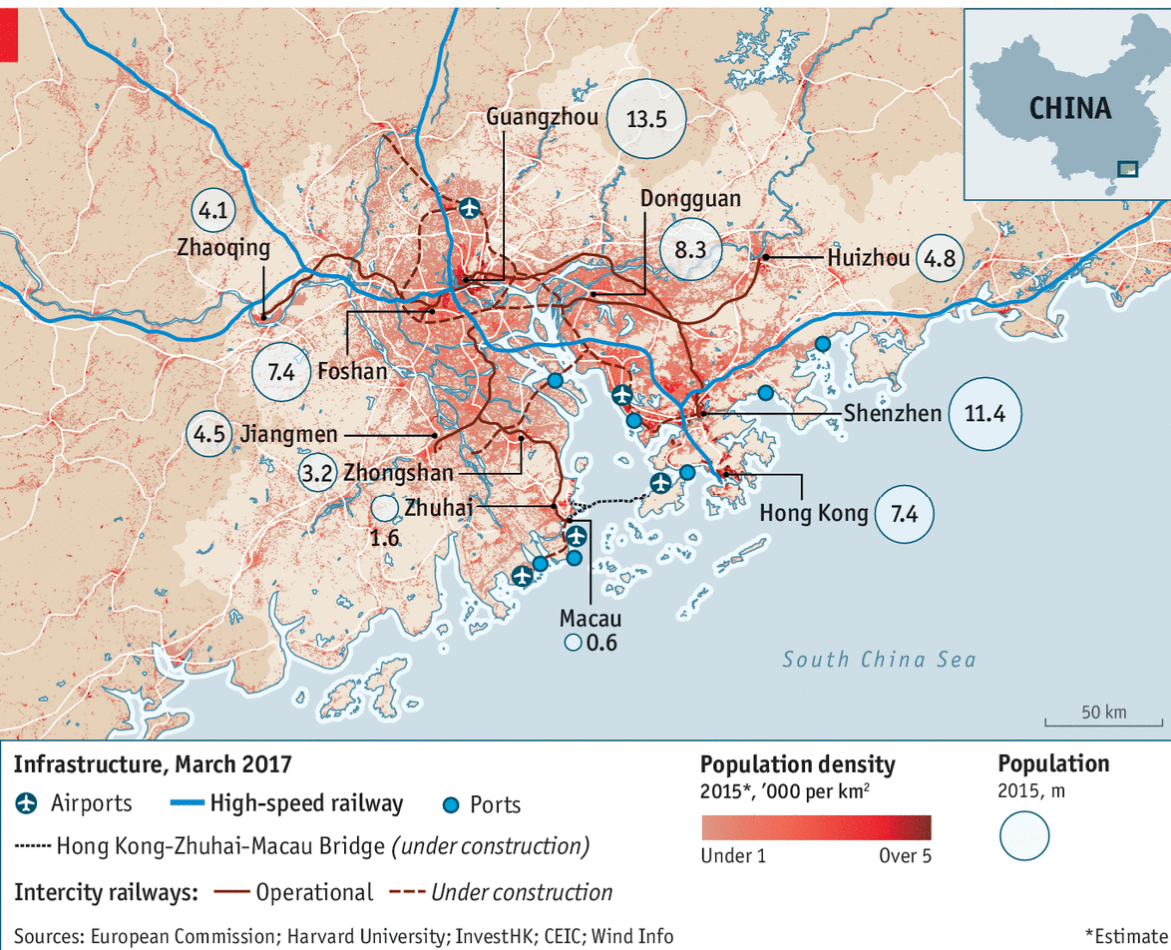 CHINA
Guangzhou
13.5
Dongguan
8.3
4.1
Zhaoqing
Huizhou 4.8
7.4 Foshan
4.5 Jiangmen
3.2 Zhongshan
Zhuhai
1.6
Shenzhen 11.4
Hong Kong 7.4
Macau
0.6
South China Sea
50 km
Infrastructure, March 2017
Airports
High-speed railway
Ports
Hong Kong-Zhuhai-Macau Bridge (under construction)
Intercity railways: Operational Under construction
Population density
2015*, ’000 per km²
Under 1 Over 5
Population
2015, m
Sources: European Commission; Harvard University; InvestHK; CEIC; Wind Info
*Estimate